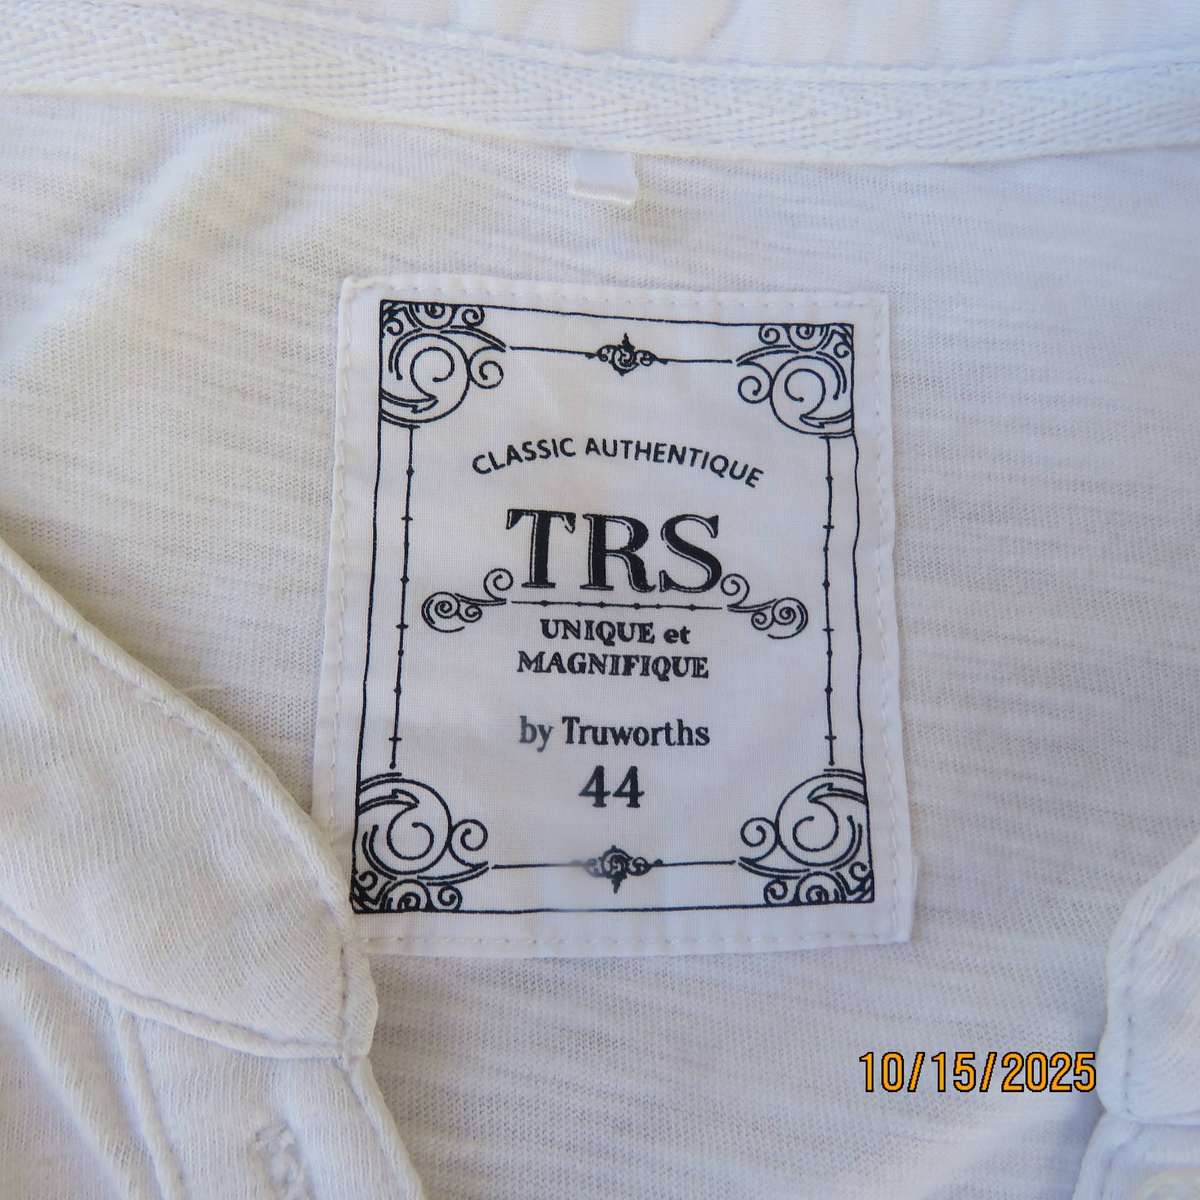 CLASSIC AUTHENTIQUE
TRS
UNIQUE et
MAGNIFIQUE
by Truworths
44
10/15/2025